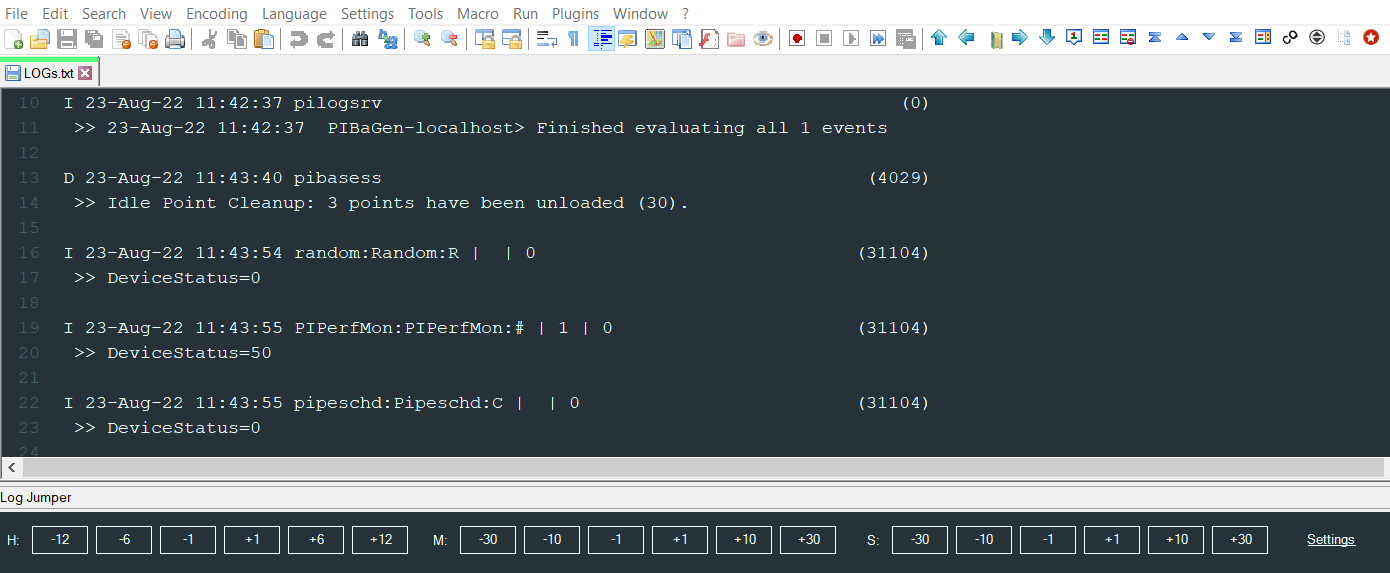 File Edit Search View Encoding Language Settings Tools Macro Run Plugins Window ?
LOGs.txt
10 I 23-Aug-22 11:42:37 pilogsrv (0)
11 >> 23-Aug-22 11:42:37 PIBaGen-localhost> Finished evaluating all 1 events
12
13 D 23-Aug-22 11:43:40 pibasess (4029)
14 >> Idle Point Cleanup: 3 points have been unloaded (30).
15
16 I 23-Aug-22 11:43:54 random:Random:R | | 0 (31104)
17 >> DeviceStatus=0
18
19 I 23-Aug-22 11:43:55 PIPerfMon:PIPerfMon:# | 1 | 0 (31104)
20 >> DeviceStatus=50
21
22 I 23-Aug-22 11:43:55 pipeschd:Pipeschd:C | | 0 (31104)
23 >> DeviceStatus=0
24
Log Jumper
H: -12 -6 -1 +1 +6 +12 M: -30 -10 -1 +1 +10 +30 S: -30 -10 -1 +1 +10 +30 Settings